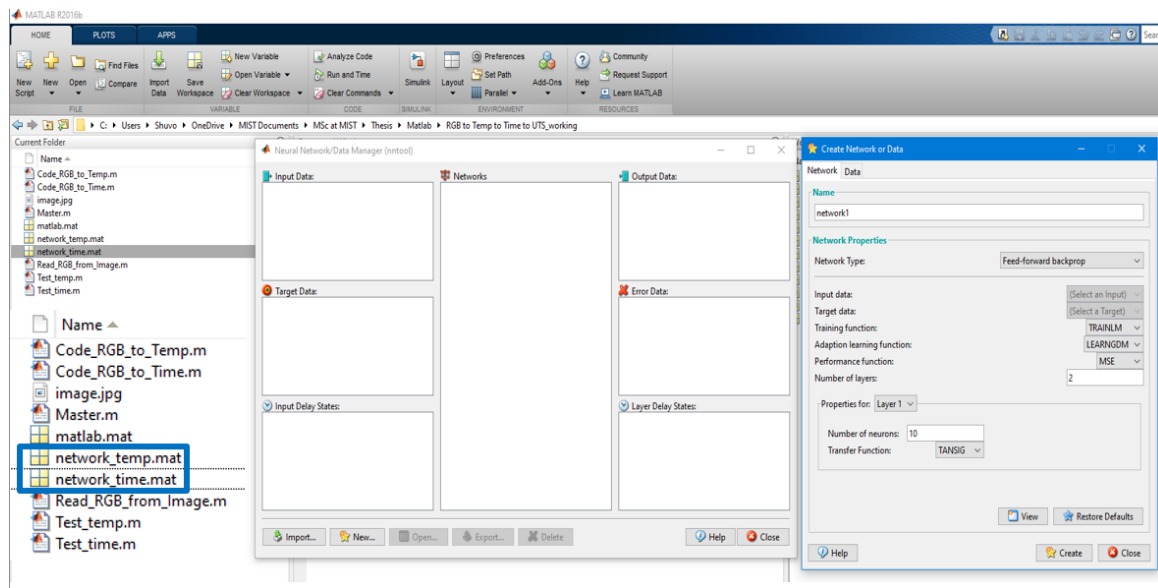 MATLAB R2016b
HOME PLOTS APPS
New Script
New
Open
Find Files
Compare
FILE
Import Data
Save Workspace
New Variable
Open Variable
Clear Workspace
VARIABLE
Analyze Code
Run and Time
Clear Commands
CODE
Simulink
SIMULINK
Layout
Preferences
Set Path
Parallel
ENVIRONMENT
Add-Ons
Help
Community
Request Support
Learn MATLAB
RESOURCES
C: Users Shuvo OneDrive MIST Documents MSc at MIST Thesis Matlab RGB to Temp to Time to UTS_working
Current Folder
Name
Code_RGB_to_Temp.m
Code_RGB_to_Time.m
image.jpg
Master.m
matlab.mat
network_temp.mat
network_time.mat
Read_RGB_from_Image.m
Test_temp.m
Test_time.m
Name
Code_RGB_to_Temp.m
Code_RGB_to_Time.m
image.jpg
Master.m
matlab.mat
network_temp.mat
network_time.mat
Read_RGB_from_Image.m
Test_temp.m
Test_time.m
Neural Network/Data Manager (nntool)
Input Data:
Networks
Output Data:
Target Data:
Error Data:
Input Delay States:
Layer Delay States:
Import... New... Open... Export... Delete Help Close
Create Network or Data
Network Data
Name
network1
Network Properties
Network Type: Feed-forward backprop
Input data: (Select an Input)
Target data: (Select a Target)
Training function: TRAINLM
Adaption learning function: LEARNGDM
Performance function: MSE
Number of layers: 2
Properties for: Layer 1
Number of neurons: 10
Transfer Function: TANSIG
View Restore Defaults
Help Create Close